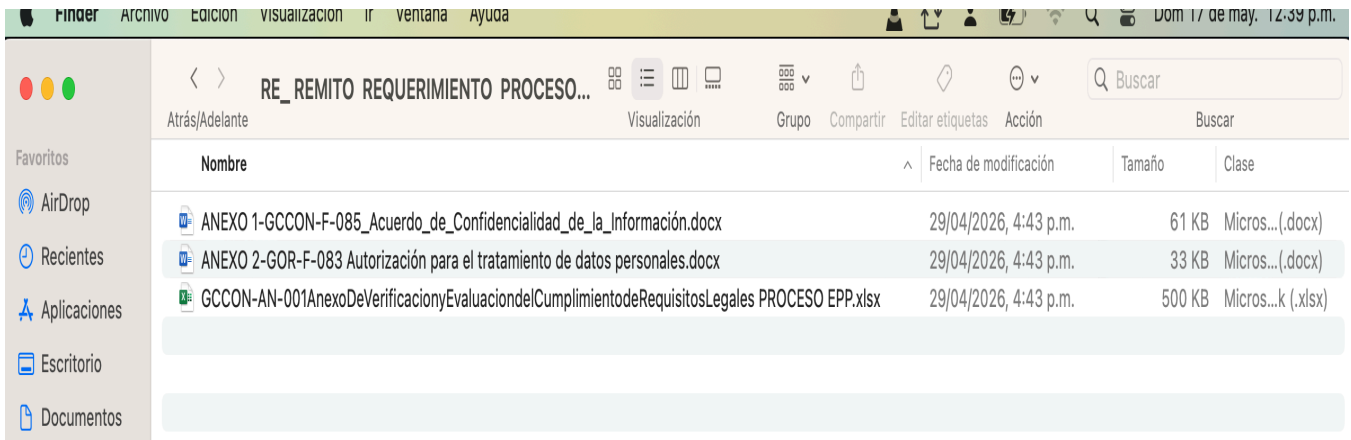 Finder Archivo Edición Visualización Ir Ventana Ayuda Dom 17 de may. 12:39 p.m.
RE_ REMITO REQUERIMIENTO PROCESO... Buscar
Atrás/Adelante Visualización Grupo Compartir Editar etiquetas Acción Buscar
Favoritos Nombre Fecha de modificación Tamaño Clase
AirDrop
ANEXO 1-GCCON-F-085_Acuerdo_de_Confidencialidad_de_la_Información.docx 29/04/2026, 4:43 p.m. 61 KB Micros...(.docx)
Recientes ANEXO 2-GOR-F-083 Autorización para el tratamiento de datos personales.docx 29/04/2026, 4:43 p.m. 33 KB Micros...(.docx)
GCCON-AN-001AnexoDeVerificacionyEvaluaciondelCumplimientodeRequisitosLegales PROCESO EPP.xlsx 29/04/2026, 4:43 p.m. 500 KB Micros...k (.xlsx)
Aplicaciones
Escritorio
Documentos